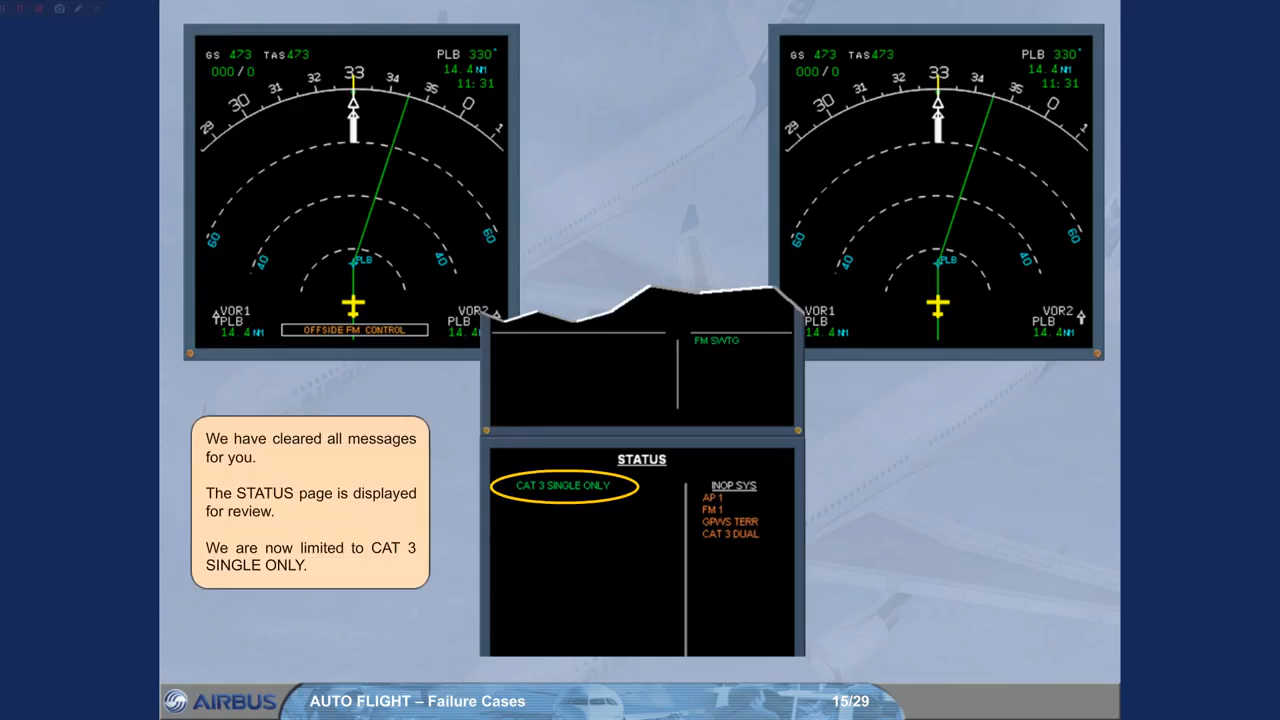 GS 473 TAS473 PLB 330°
000 / 0 14.4 NM
11:31
29 30 31 32 33 34 35 0 1
60 40 PLB 40 60
VOR1 VOR2
PLB PLB
14.4 NM 14.4
OFFSIDE FM CONTROL
GS 473 TAS473 PLB 330°
000 / 0 14.4 NM
11:31
29 30 31 32 33 34 35 0 1
60 40 PLB 40 60
VOR1 VOR2
PLB PLB
14.4 NM 14.4 NM
FM SWTG
STATUS
CAT 3 SINGLE ONLY
INOP SYS
AP 1
FM 1
GPWS TERR
CAT 3 DUAL
We have cleared all messages
for you.
The STATUS page is displayed
for review.
We are now limited to CAT 3
SINGLE ONLY.
AIRBUS
AUTO FLIGHT – Failure Cases
15/29